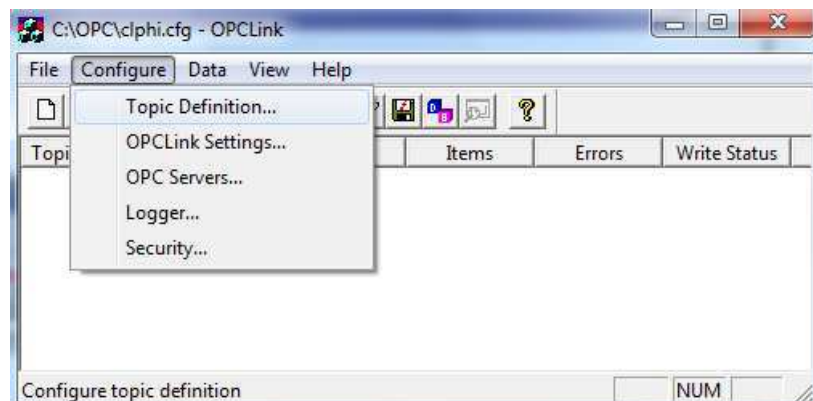 C:\OPC\clphi.cfg - OPCLink
File Configure Data View Help
Topic Definition...
OPCLink Settings...
OPC Servers...
Logger...
Security...
Items Errors Write Status
Configure topic definition NUM